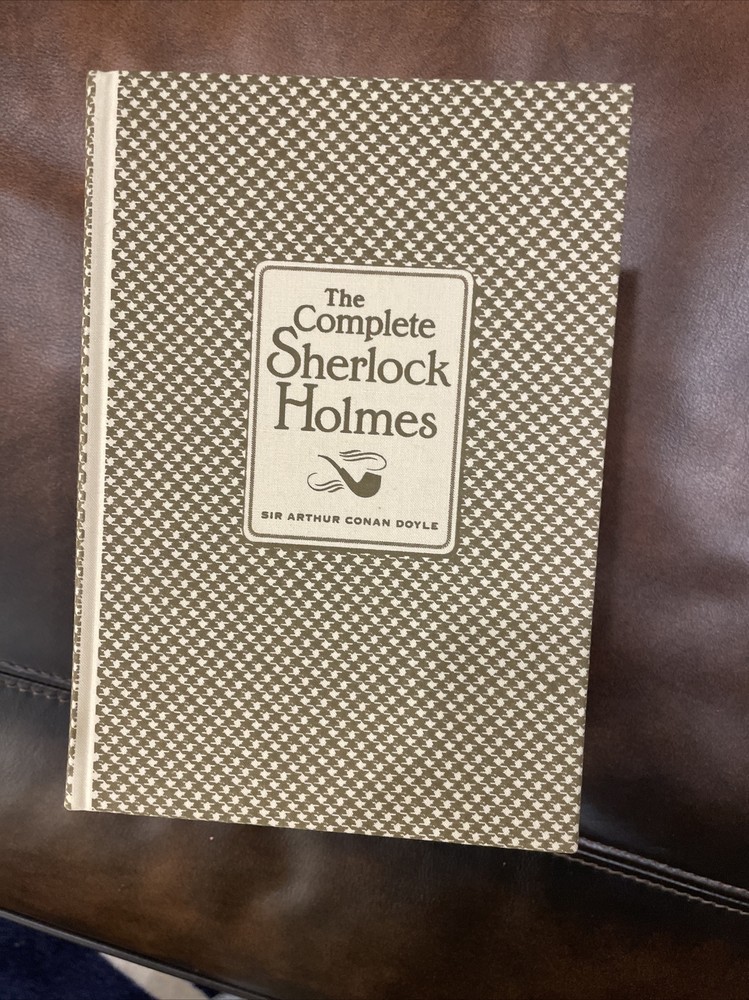 The
Complete
Sherlock
Holmes
SIR ARTHUR CONAN DOYLE